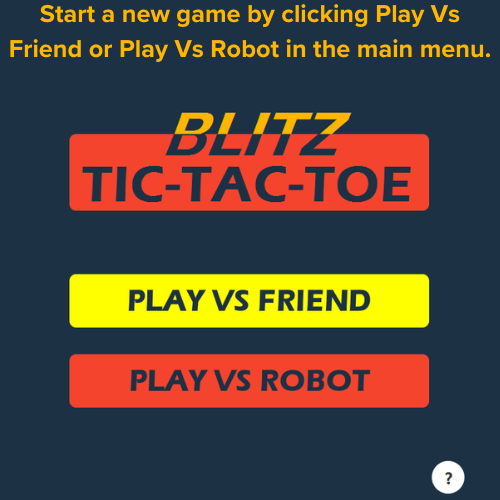 Start a new game by clicking Play Vs
Friend or Play Vs Robot in the main menu.
BLITZ
TIC-TAC-TOE
PLAY VS FRIEND
PLAY VS ROBOT
?